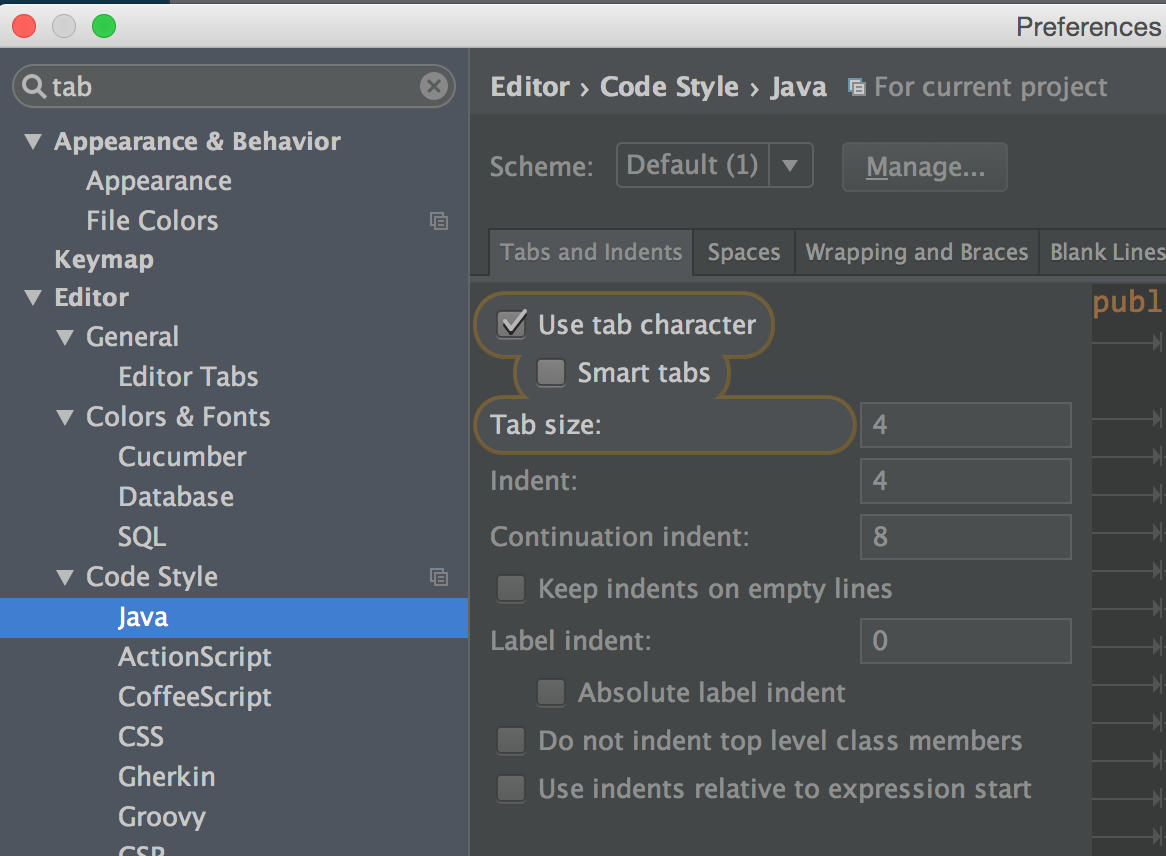 Preferences
tab
Appearance & Behavior
Appearance
File Colors
Keymap
Editor
General
Editor Tabs
Colors & Fonts
Cucumber
Database
SQL
Code Style
Java
ActionScript
CoffeeScript
CSS
Gherkin
Groovy
GSP
Editor › Code Style › Java For current project
Scheme: Default (1) Manage...
Tabs and Indents Spaces Wrapping and Braces Blank Lines
Use tab character
Smart tabs
Tab size: 4
Indent: 4
Continuation indent: 8
Keep indents on empty lines
Label indent: 0
Absolute label indent
Do not indent top level class members
Use indents relative to expression start
publ